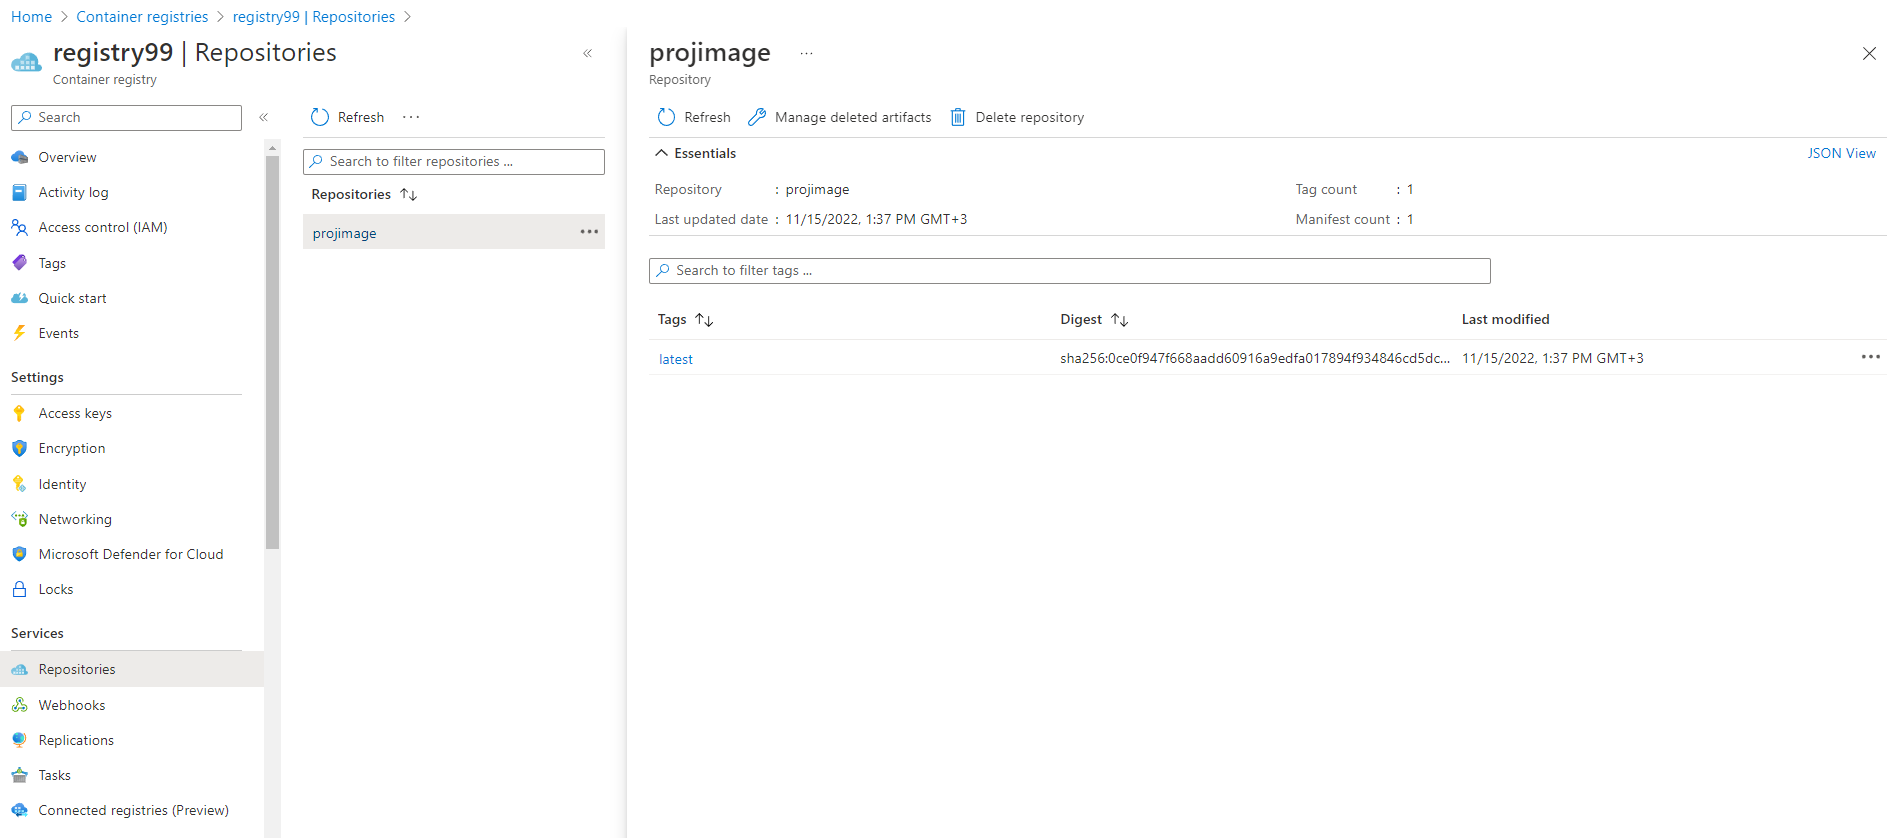 Home > Container registries > registry99 | Repositories >
registry99 | Repositories
Container registry
«
Search
«
Overview
Activity log
Access control (IAM)
Tags
Quick start
Events
Settings
Access keys
Encryption
Identity
Networking
Microsoft Defender for Cloud
Locks
Services
Repositories
Webhooks
Replications
Tasks
Connected registries (Preview)
Refresh ...
Search to filter repositories ...
Repositories ↑↓
projimage ...
projimage ...
Repository
Refresh Manage deleted artifacts Delete repository
Essentials JSON View
Repository : projimage Tag count : 1
Last updated date : 11/15/2022, 1:37 PM GMT+3 Manifest count : 1
Search to filter tags ...
Tags ↑↓ Digest ↑↓ Last modified
latest sha256:0ce0f947f668aadd60916a9edfa017894f934846cd5dc... 11/15/2022, 1:37 PM GMT+3 ...